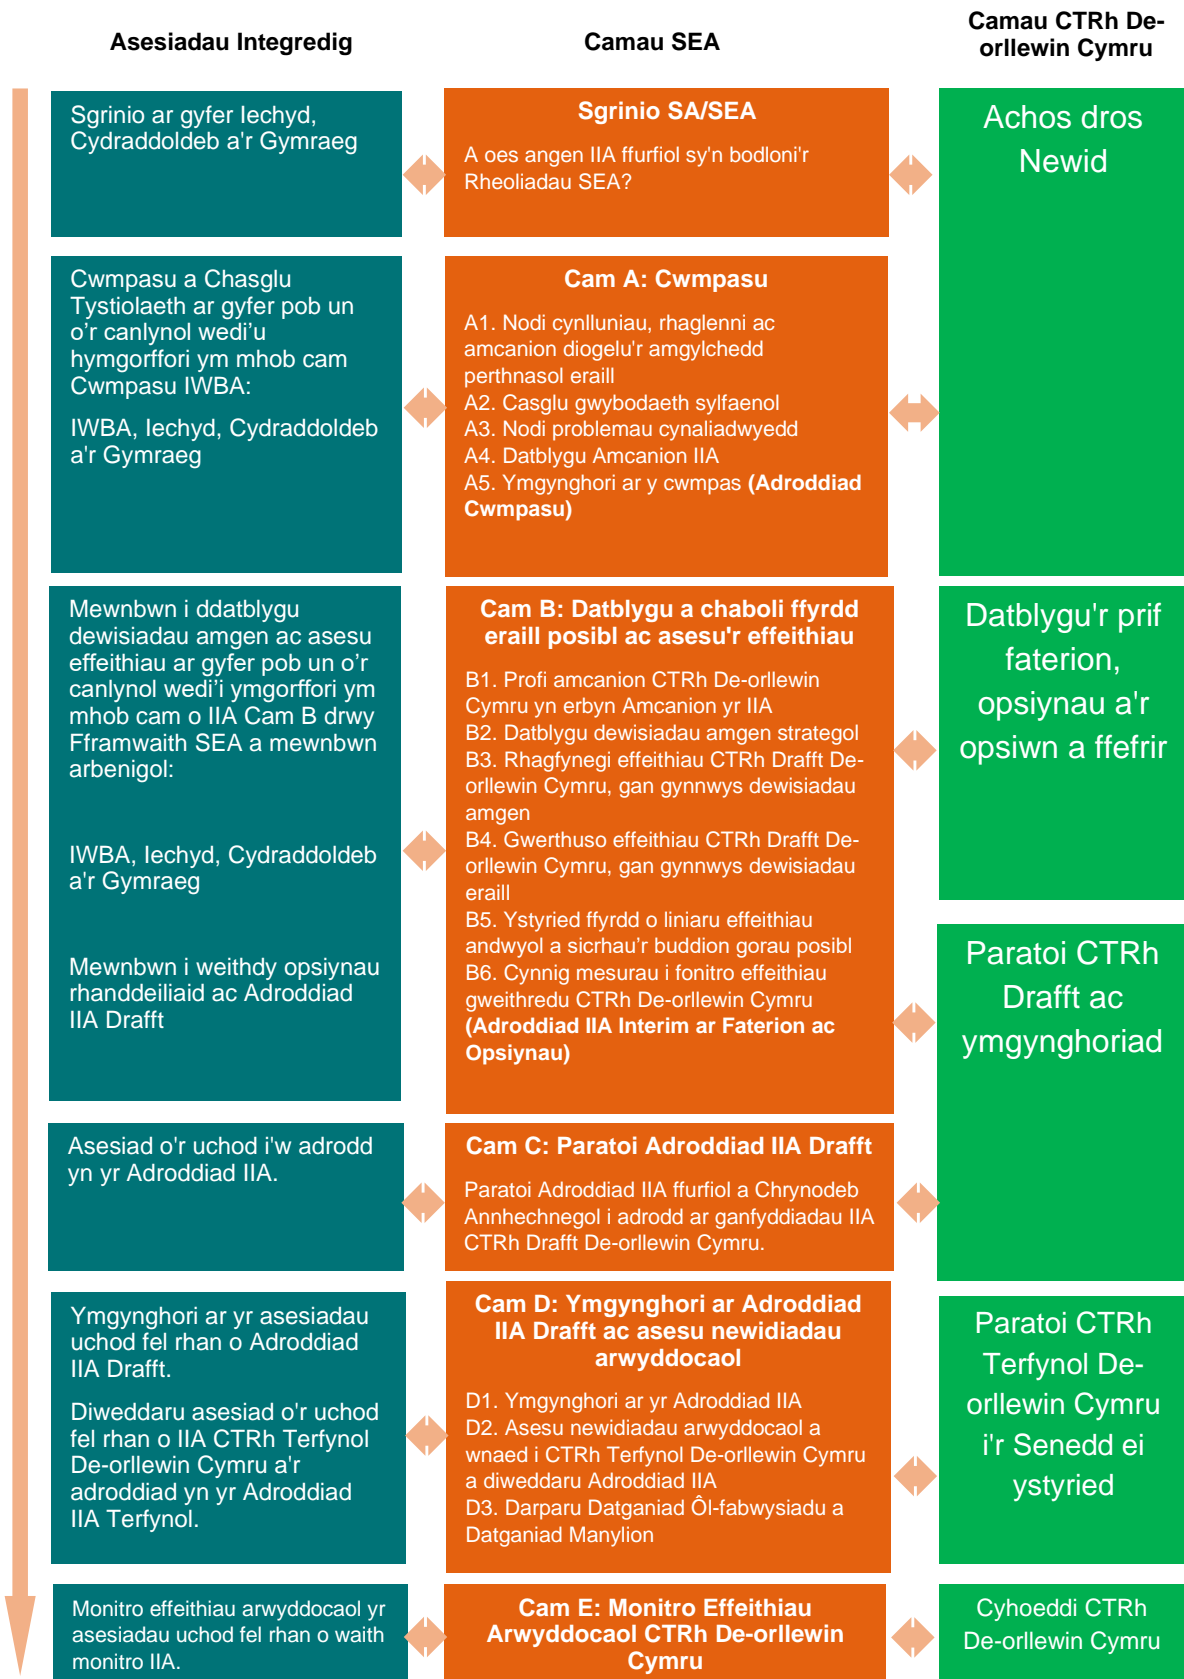 Asesiadau Integredig
Camau SEA
Camau CTRh De-
orllewin Cymru
Sgrinio ar gyfer Iechyd,
Cydraddoldeb a'r Gymraeg
Sgrinio SA/SEA
A oes angen IIA ffurfiol sy'n bodloni'r
Rheoliadau SEA?
Achos dros
Newid
Cwmpasu a Chasglu
Tystiolaeth ar gyfer pob un
o’r canlynol wedi’u
hymgorffori ym mhob cam
Cwmpasu IWBA:
IWBA, Iechyd, Cydraddoldeb
a'r Gymraeg
Cam A: Cwmpasu
A1. Nodi cynlluniau, rhaglenni ac
amcanion diogelu'r amgylchedd
perthnasol eraill
A2. Casglu gwybodaeth sylfaenol
A3. Nodi problemau cynaliadwyedd
A4. Datblygu Amcanion IIA
A5. Ymgynghori ar y cwmpas (Adroddiad
Cwmpasu)
Mewnbwn i ddatblygu
dewisiadau amgen ac asesu
effeithiau ar gyfer pob un o’r
canlynol wedi’i ymgorffori ym
mhob cam o IIA Cam B drwy
Fframwaith SEA a mewnbwn
arbenigol:
IWBA, Iechyd, Cydraddoldeb
a'r Gymraeg
Mewnbwn i weithdy opsiynau
rhanddeiliaid ac Adroddiad
IIA Drafft
Cam B: Datblygu a chaboli ffyrdd
eraill posibl ac asesu'r effeithiau
B1. Profi amcanion CTRh De-orllewin
Cymru yn erbyn Amcanion yr IIA
B2. Datblygu dewisiadau amgen strategol
B3. Rhagfynegi effeithiau CTRh Drafft De-
orllewin Cymru, gan gynnwys dewisiadau
amgen
B4. Gwerthuso effeithiau CTRh Drafft De-
orllewin Cymru, gan gynnwys dewisiadau
eraill
B5. Ystyried ffyrdd o liniaru effeithiau
andwyol a sicrhau’r buddion gorau posibl
B6. Cynnig mesurau i fonitro effeithiau
gweithredu CTRh De-orllewin Cymru
(Adroddiad IIA Interim ar Faterion ac
Opsiynau)
Datblygu'r prif
faterion,
opsiynau a'r
opsiwn a ffefrir
Paratoi CTRh
Drafft ac
ymgynghoriad
Asesiad o'r uchod i'w adrodd
yn yr Adroddiad IIA.
Cam C: Paratoi Adroddiad IIA Drafft
Paratoi Adroddiad IIA ffurfiol a Chrynodeb
Annhechnegol i adrodd ar ganfyddiadau IIA
CTRh Drafft De-orllewin Cymru.
Ymgynghori ar yr asesiadau
uchod fel rhan o Adroddiad
IIA Drafft.
Diweddaru asesiad o'r uchod
fel rhan o IIA CTRh Terfynol
De-orllewin Cymru a'r
adroddiad yn yr Adroddiad
IIA Terfynol.
Cam D: Ymgynghori ar Adroddiad
IIA Drafft ac asesu newidiadau
arwyddocaol
D1. Ymgynghori ar yr Adroddiad IIA
D2. Asesu newidiadau arwyddocaol a
wnaed i CTRh Terfynol De-orllewin Cymru
a diweddaru Adroddiad IIA
D3. Darparu Datganiad Ôl-fabwysiadu a
Datganiad Manylion
Paratoi CTRh
Terfynol De-
orllewin Cymru
i'r Senedd ei
ystyried
Monitro effeithiau arwyddocaol yr
asesiadau uchod fel rhan o waith
monitro IIA.
Cam E: Monitro Effeithiau
Arwyddocaol CTRh De-orllewin
Cymru
Cyhoeddi CTRh
De-orllewin Cymru